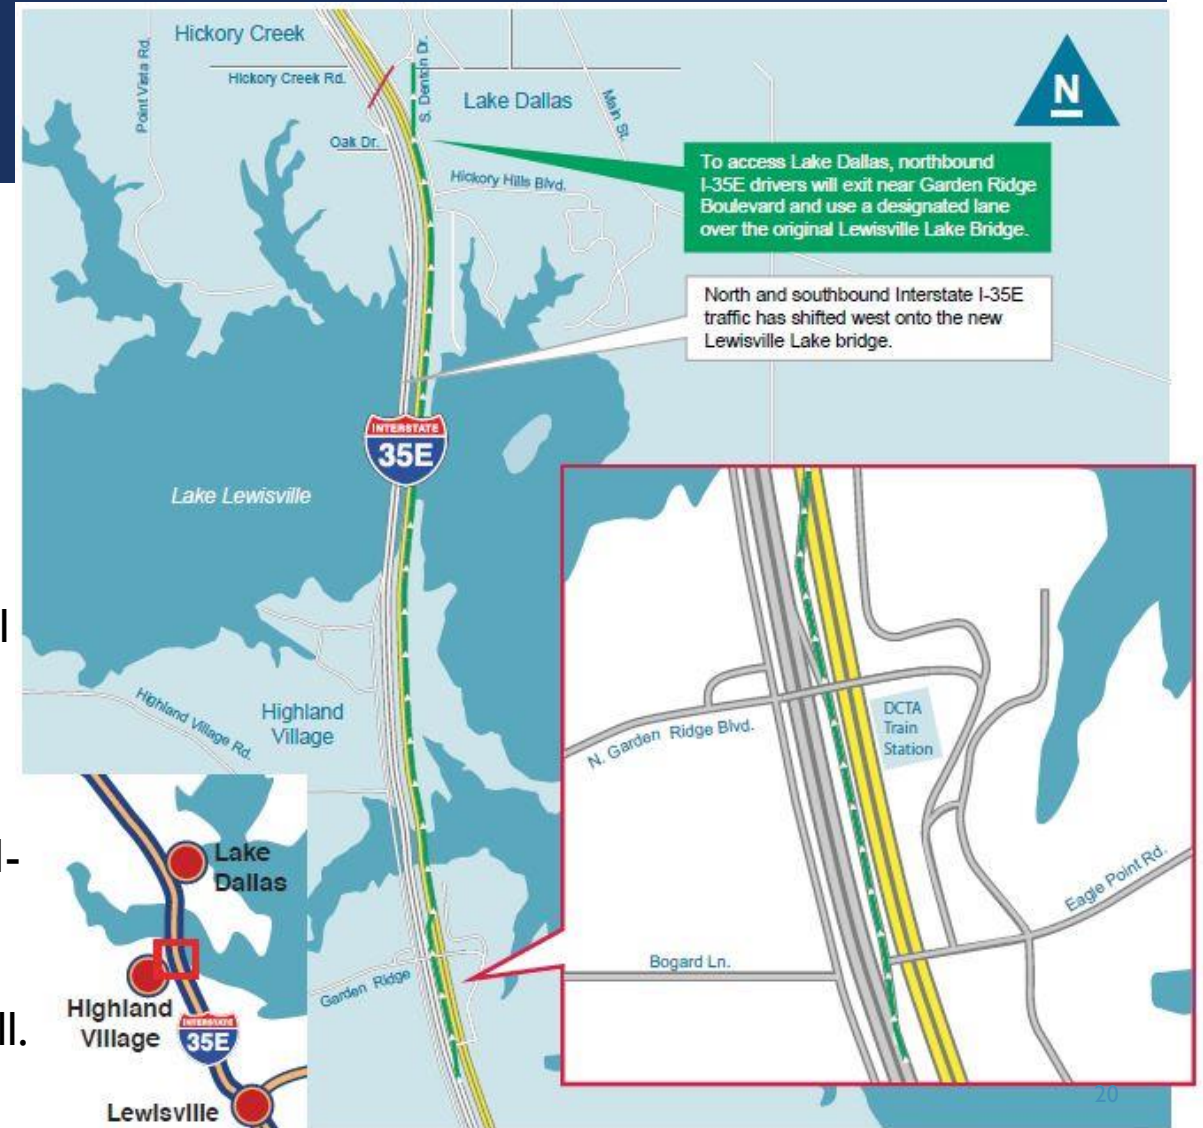 Hickory Creek
Point Vista Rd.
Hickory Creek Rd.
S. Denton Dr.
Lake Dallas
Main St.
N
Oak Dr.
Hickory Hills Blvd.
To access Lake Dallas, northbound
I-35E drivers will exit near Garden Ridge
Boulevard and use a designated lane
over the original Lewisville Lake Bridge.
North and southbound Interstate I-35E
traffic has shifted west onto the new
Lewisville Lake bridge.
INTERSTATE
35E
Lake Lewisville
Highland Village Rd.
Highland
Village
Garden Ridge
N. Garden Ridge Blvd.
DCTA
Train
Station
Eagle Point Rd.
Bogard Ln.
Lake
Dallas
Highland
Village
INTERSTATE
35E
Lewisville
20